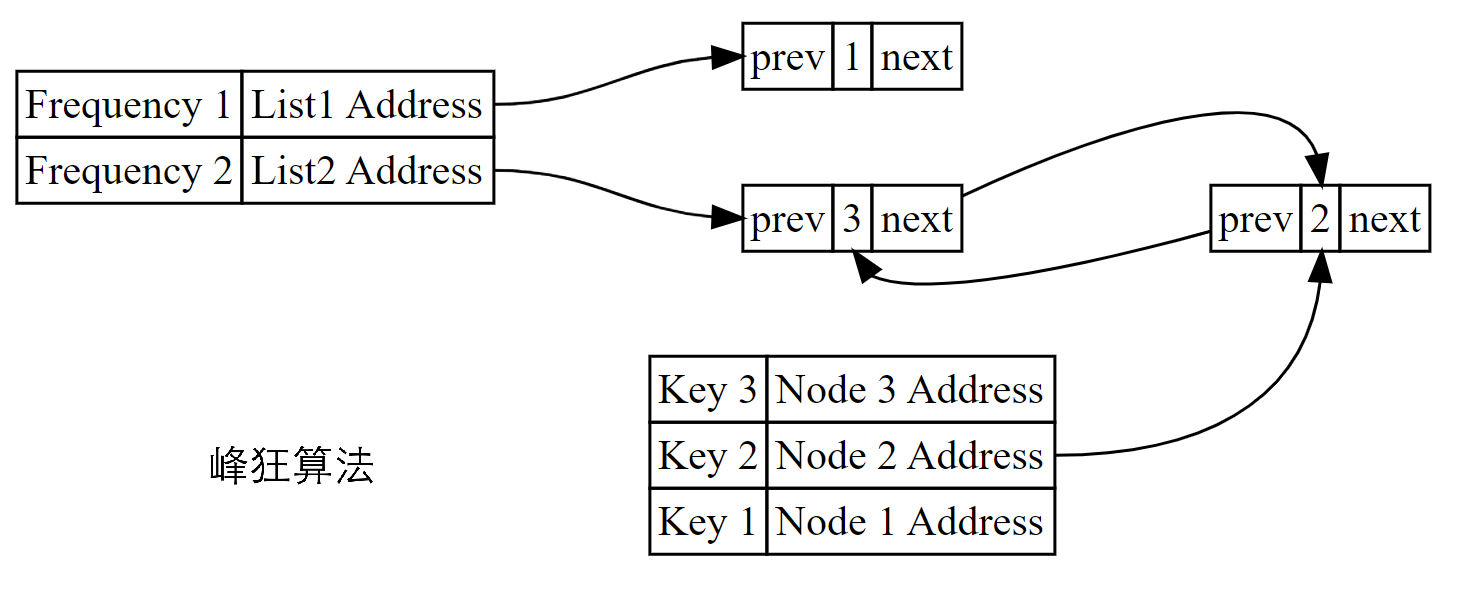 prev 1 next
Frequency 1 List1 Address
Frequency 2 List2 Address
prev 3 next
prev 2 next
Key 3 Node 3 Address
Key 2 Node 2 Address
Key 1 Node 1 Address
峰狂算法